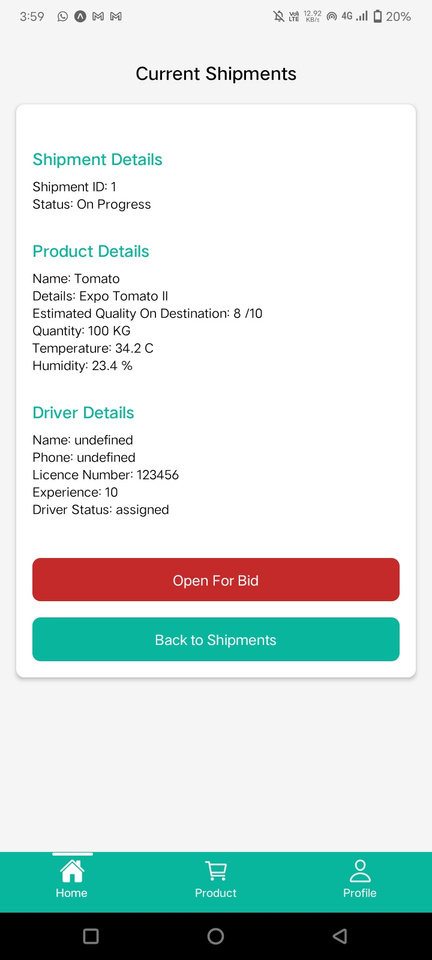 3:59
Vo) LTE 12.92 KB/s 4G 20%
Current Shipments
Shipment Details
Shipment ID: 1
Status: On Progress
Product Details
Name: Tomato
Details: Expo Tomato II
Estimated Quality On Destination: 8 /10
Quantity: 100 KG
Temperature: 34.2 C
Humidity: 23.4 %
Driver Details
Name: undefined
Phone: undefined
Licence Number: 123456
Experience: 10
Driver Status: assigned
Open For Bid
Back to Shipments
Home Product Profile